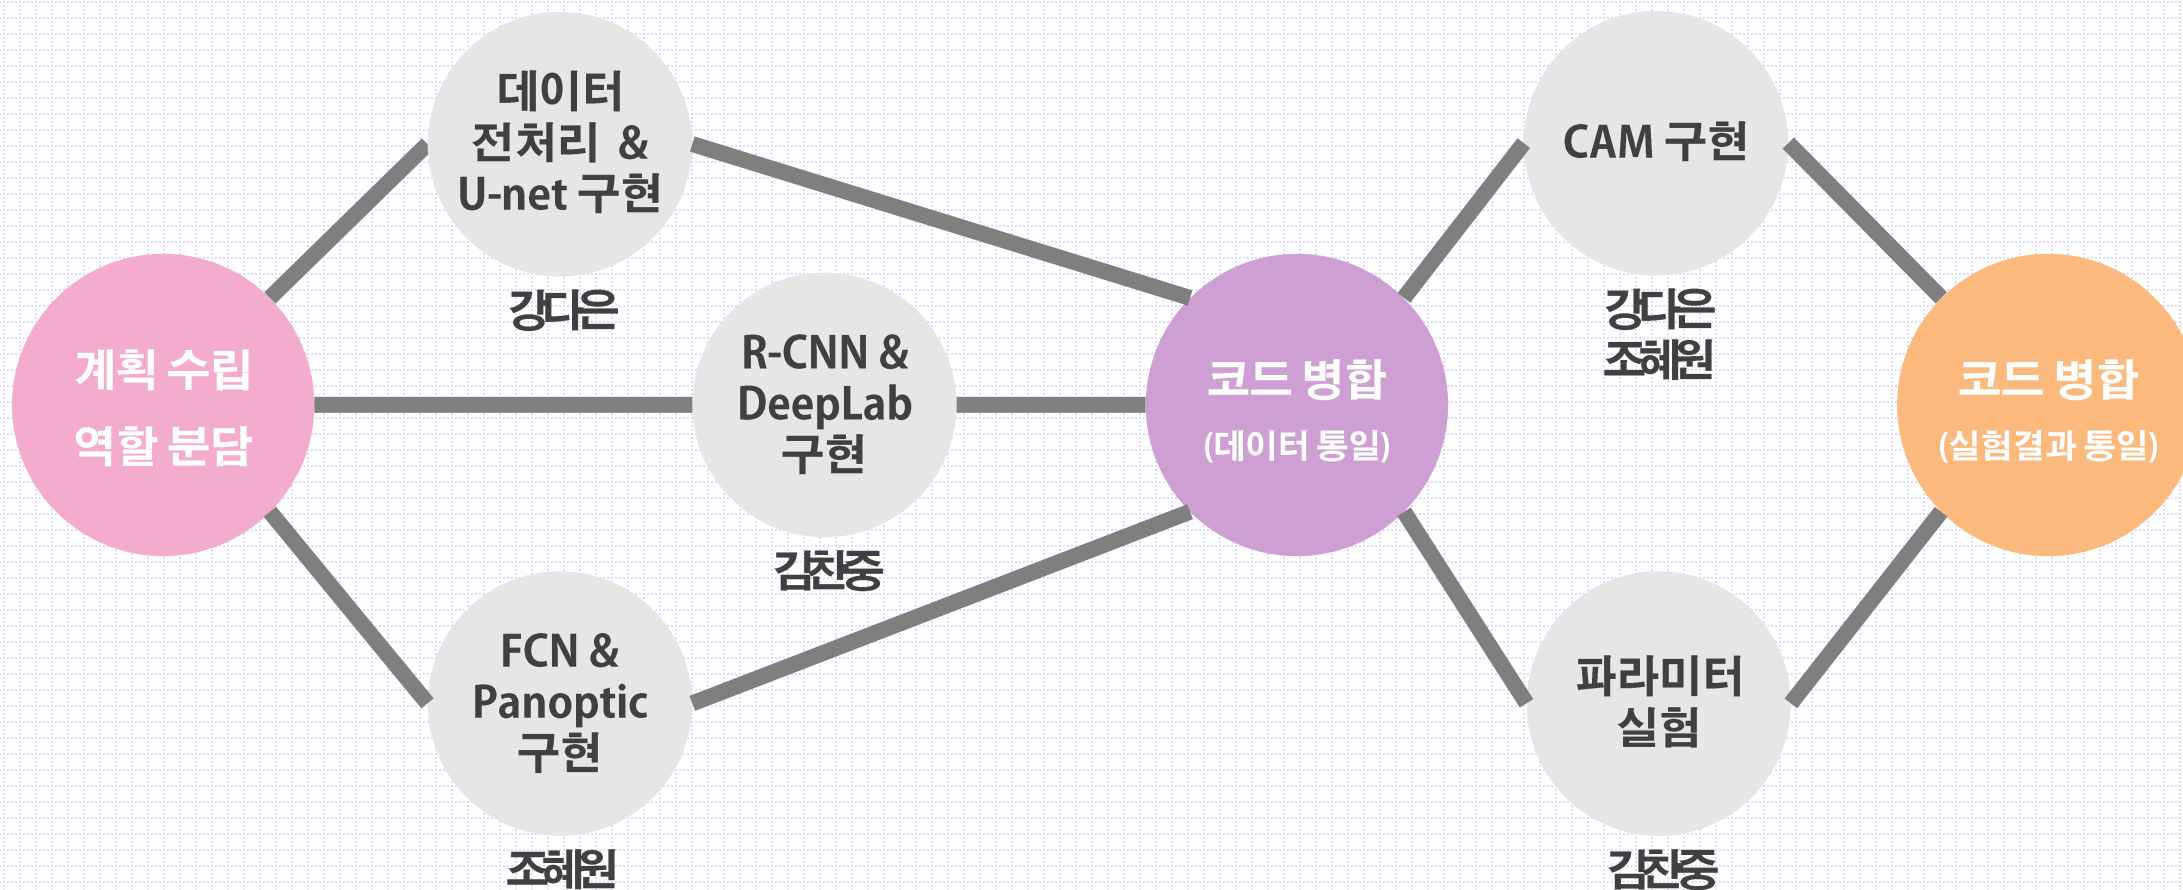 계획 수립
역할 분담
데이터
전처리 &
U-net 구현
강다은
R-CNN &
DeepLab
구현
김찬중
FCN &
Panoptic
구현
조혜원
코드 병합
(데이터 통일)
CAM 구현
강다은
조혜원
파라미터
실험
김찬중
코드 병합
(실험결과 통일)